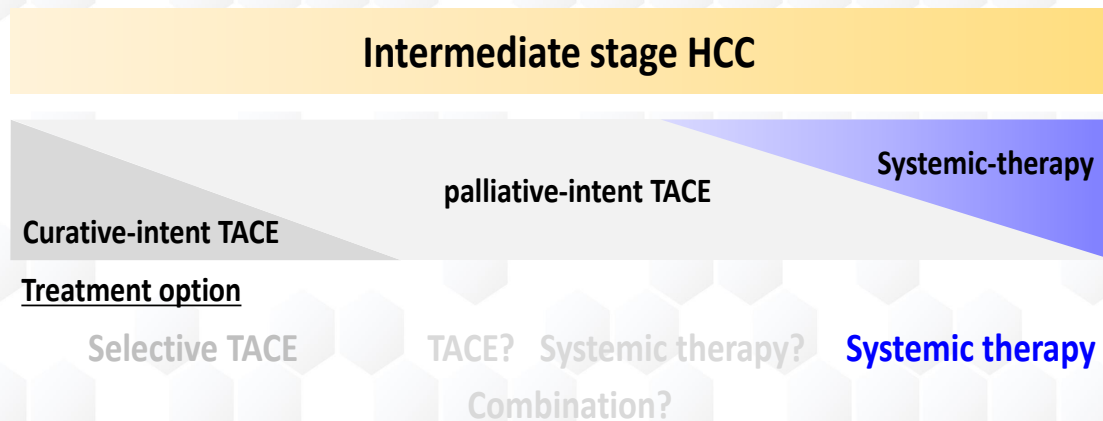 Intermediate stage HCC
Systemic-therapy
palliative-intent TACE
Curative-intent TACE
Treatment option
Selective TACE TACE? Systemic therapy? Systemic therapy
Combination?